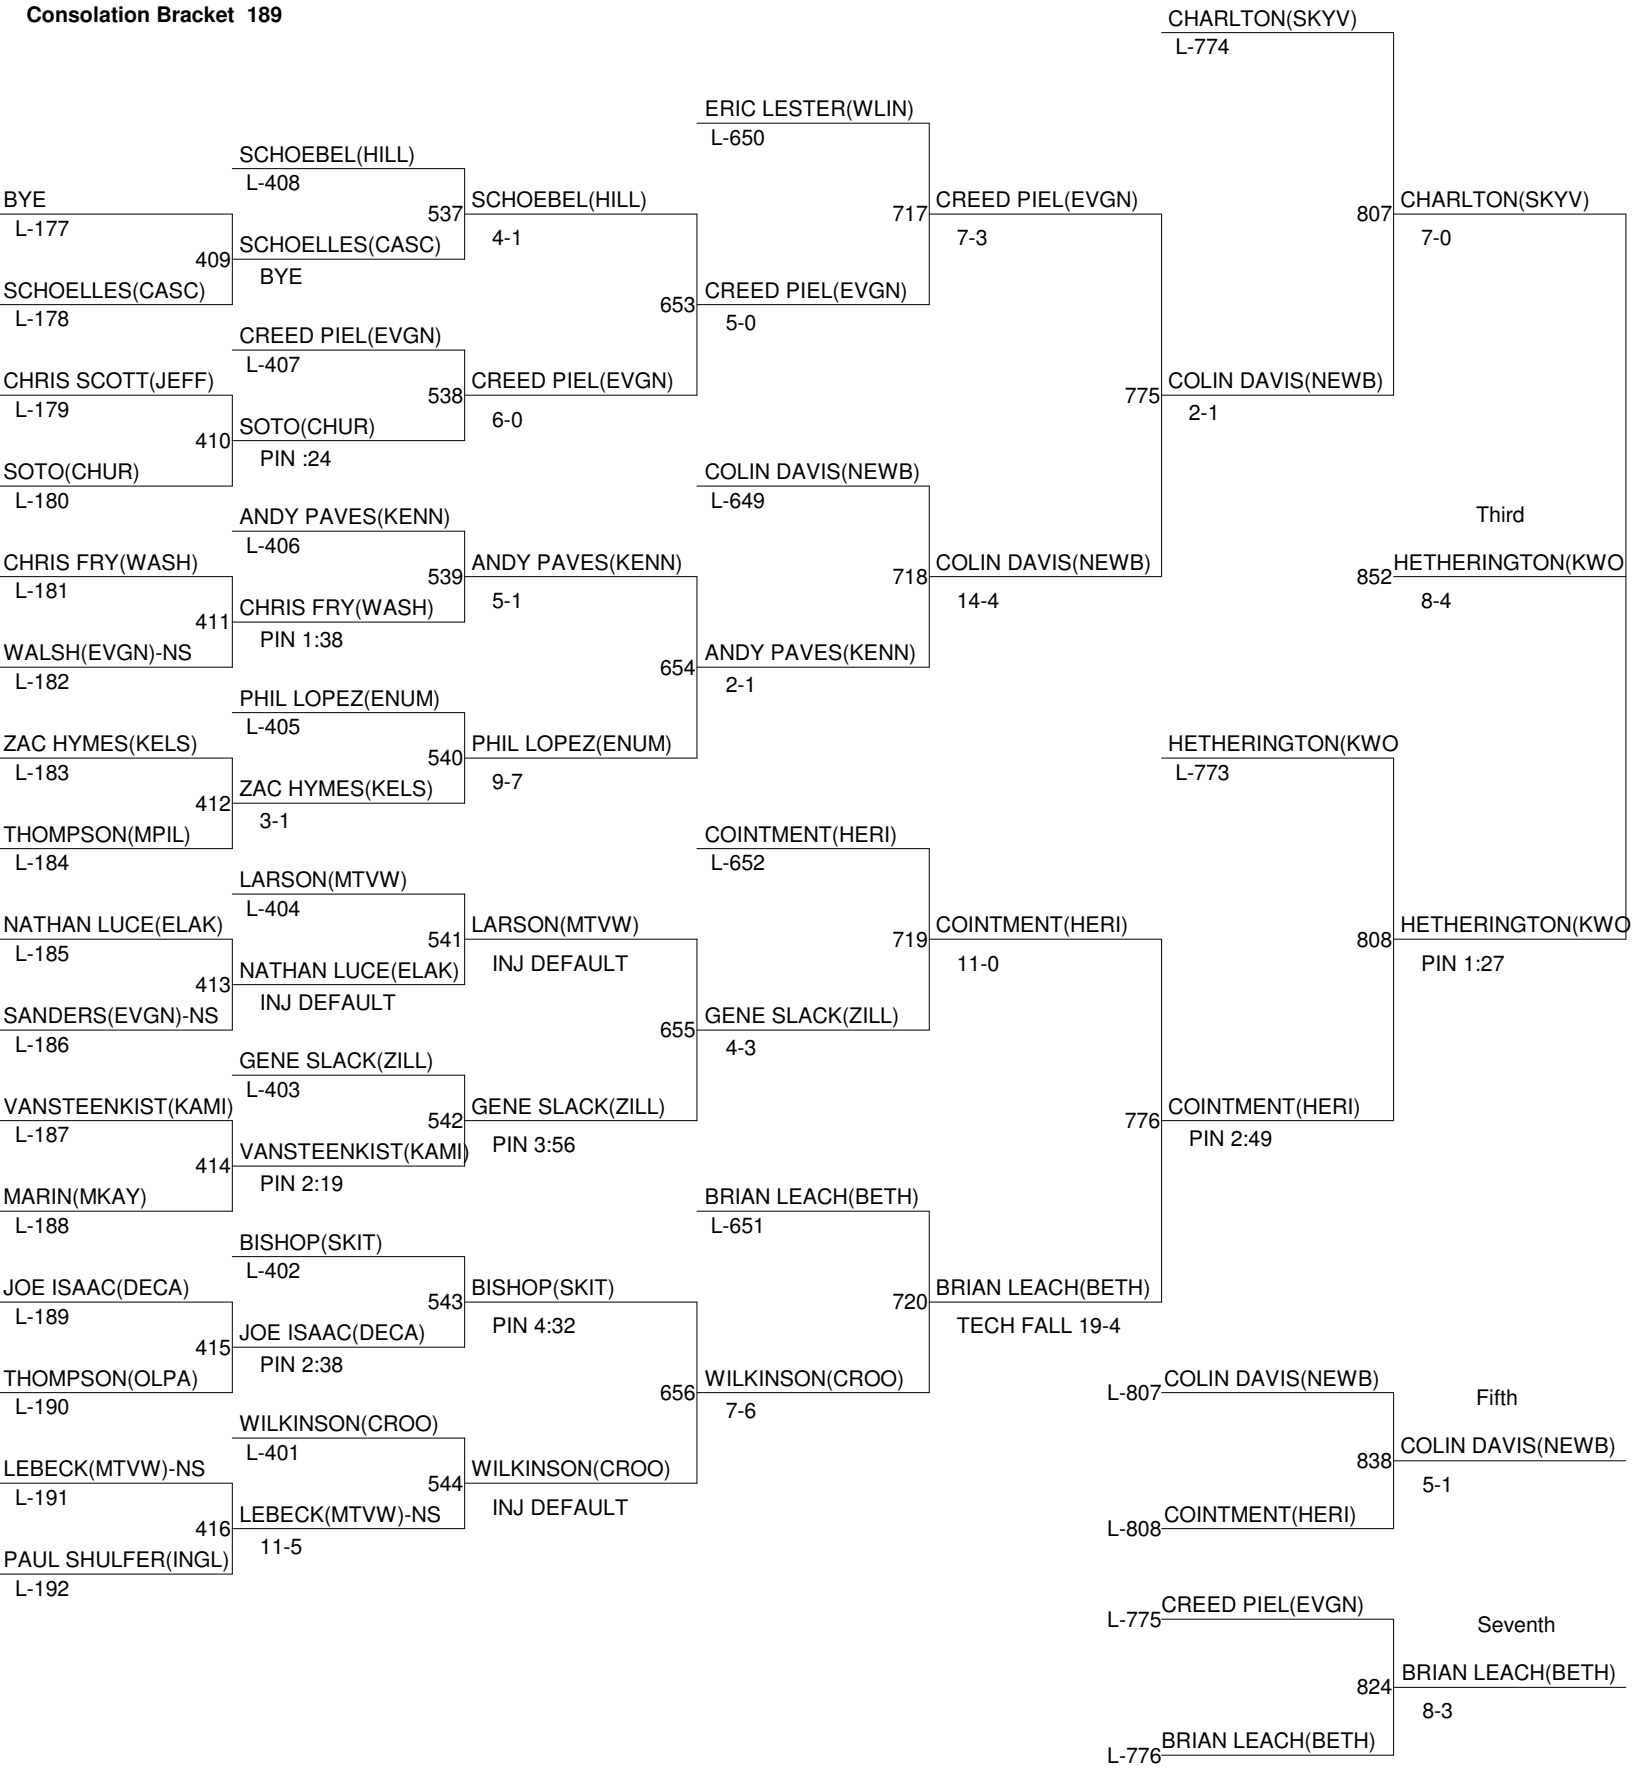 Consolation Bracket 189
BYE
L-177
SCHOELLES(CASC)
L-178
CHRIS SCOTT(JEFF)
L-179
SOTO(CHUR)
L-180
CHRIS FRY(WASH)
L-181
WALSH(EVGN)-NS
L-182
ZAC HYMES(KELS)
L-183
THOMPSON(MPIL)
L-184
NATHAN LUCE(ELAK)
L-185
SANDERS(EVGN)-NS
L-186
VANSTEENKIST(KAMI)
L-187
MARIN(MKAY)
L-188
JOE ISAAC(DECA)
L-189
THOMPSON(OLPA)
L-190
LEBECK(MTVW)-NS
L-191
PAUL SHULFER(INGL)
L-192
SCHOEBEL(HILL)
L-408
409
SCHOELLES(CASC)
BYE
CREED PIEL(EVGN)
L-407
410
SOTO(CHUR)
PIN :24
ANDY PAVES(KENN)
L-406
411
CHRIS FRY(WASH)
PIN 1:38
PHIL LOPEZ(ENUM)
L-405
412
ZAC HYMES(KELS)
3-1
LARSON(MTVW)
L-404
413
NATHAN LUCE(ELAK)
INJ DEFAULT
GENE SLACK(ZILL)
L-403
414
VANSTEENKIST(KAMI)
PIN 2:19
BISHOP(SKIT)
L-402
415
JOE ISAAC(DECA)
PIN 2:38
WILKINSON(CROO)
L-401
416
LEBECK(MTVW)-NS
11-5
537
SCHOEBEL(HILL)
4-1
538
CREED PIEL(EVGN)
6-0
539
ANDY PAVES(KENN)
5-1
540
PHIL LOPEZ(ENUM)
9-7
541
LARSON(MTVW)
INJ DEFAULT
542
GENE SLACK(ZILL)
PIN 3:56
543
BISHOP(SKIT)
PIN 4:32
544
WILKINSON(CROO)
INJ DEFAULT
ERIC LESTER(WLIN)
L-650
653
CREED PIEL(EVGN)
5-0
COLIN DAVIS(NEWB)
L-649
654
ANDY PAVES(KENN)
2-1
COINTMENT(HERI)
L-652
655
GENE SLACK(ZILL)
4-3
BRIAN LEACH(BETH)
L-651
656
WILKINSON(CROO)
7-6
717
CREED PIEL(EVGN)
7-3
718
COLIN DAVIS(NEWB)
14-4
719
COINTMENT(HERI)
11-0
720
BRIAN LEACH(BETH)
TECH FALL 19-4
CHARLTON(SKYV)
L-774
775
COLIN DAVIS(NEWB)
2-1
HETHERINGTON(KWO
L-773
776
COINTMENT(HERI)
PIN 2:49
807
CHARLTON(SKYV)
7-0
808
HETHERINGTON(KWO
PIN 1:27
Third
852
HETHERINGTON(KWO
8-4
L-807
COLIN DAVIS(NEWB)
L-808
COINTMENT(HERI)
Fifth
838
COLIN DAVIS(NEWB)
5-1
L-775
CREED PIEL(EVGN)
L-776
BRIAN LEACH(BETH)
Seventh
824
BRIAN LEACH(BETH)
8-3